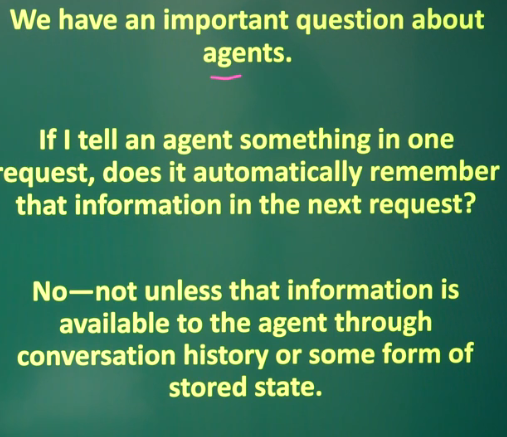 We have an important question about
agents.
If I tell an agent something in one
request, does it automatically remember
that information in the next request?
No—not unless that information is
available to the agent through
conversation history or some form of
stored state.